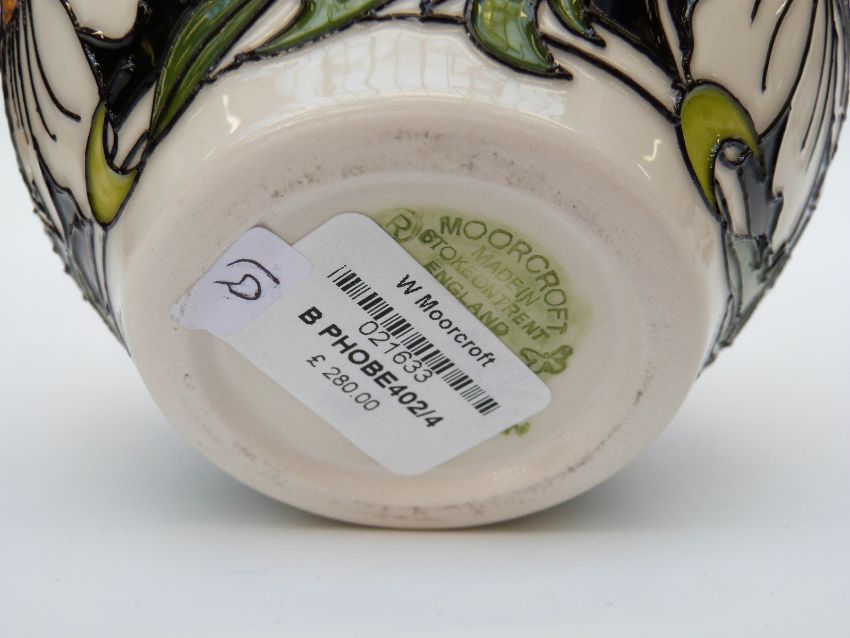 MOORCROFT
MADE IN
R STOKE ON TRENT
ENGLAND
W Moorcroft
021633
B PHOBE402/4
£ 280.00